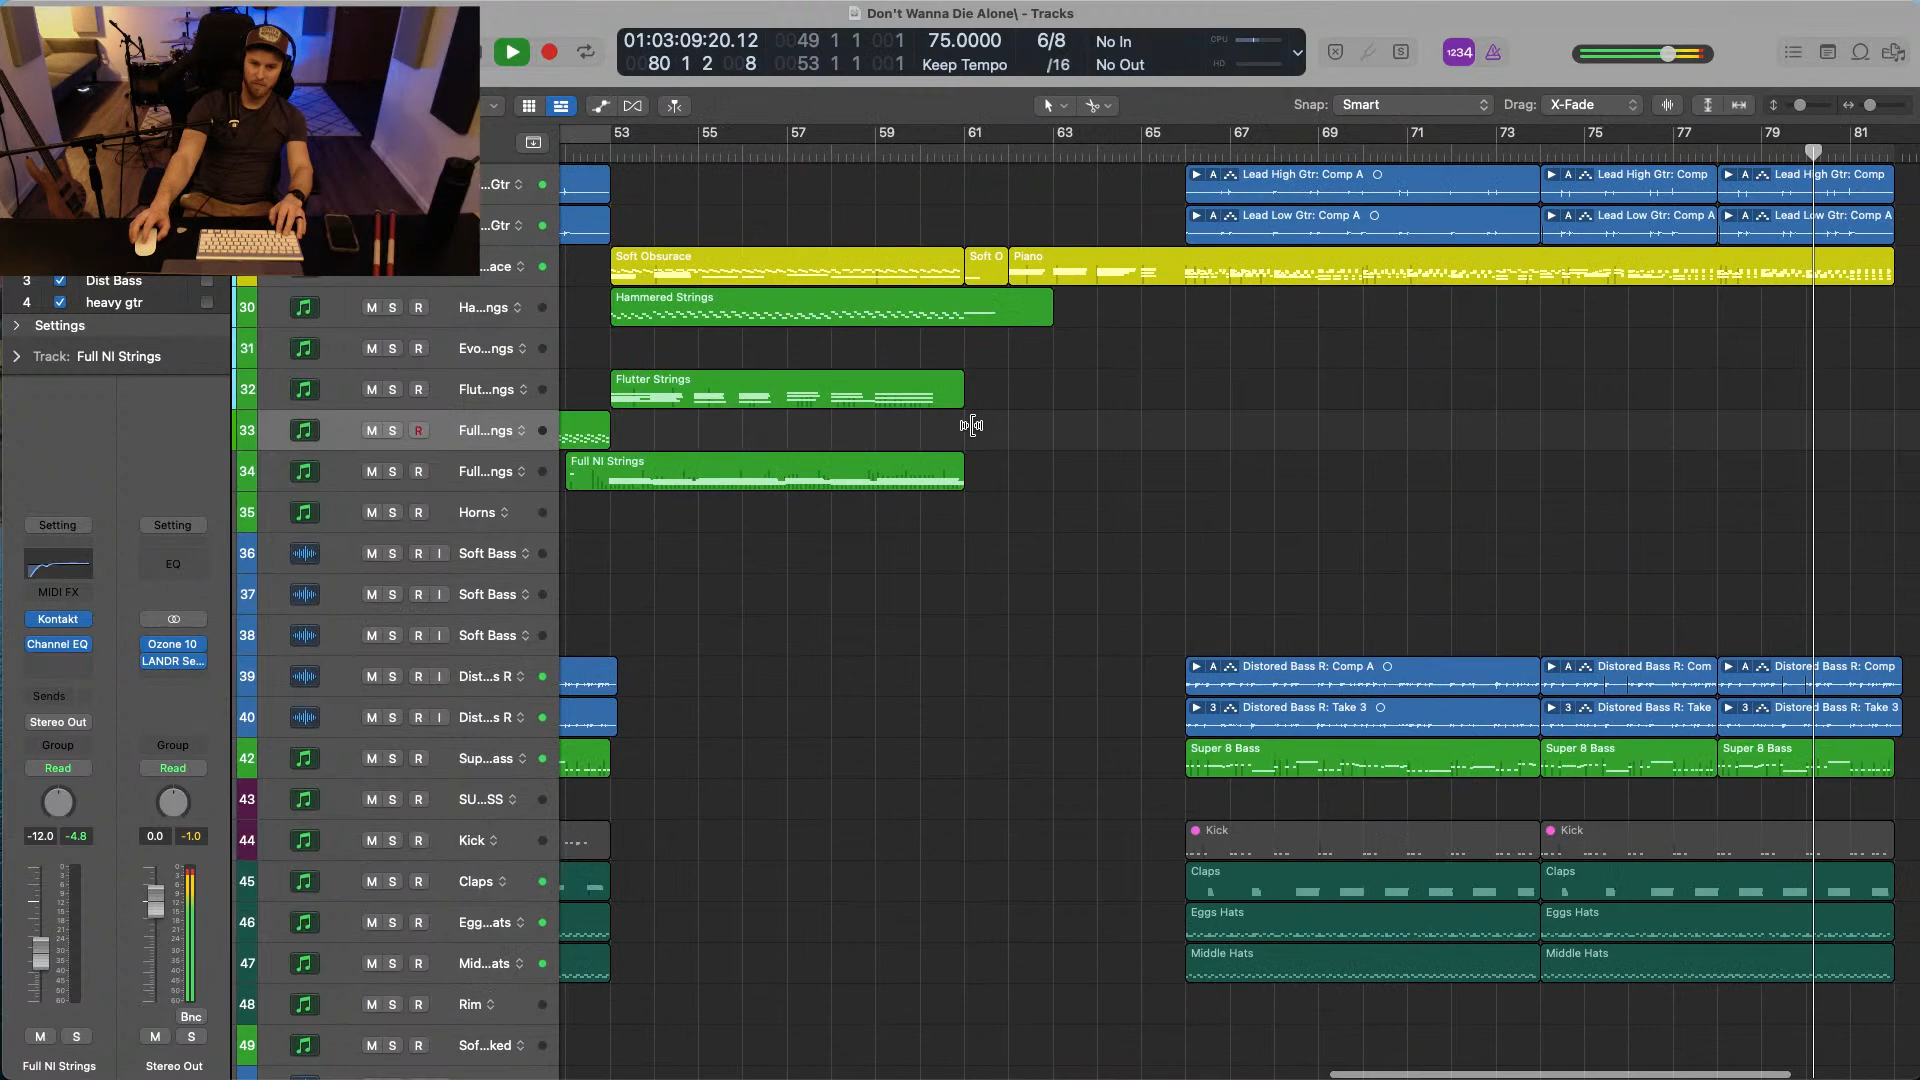 Don't Wanna Die Alone\ - Tracks
01:03:09:20.12
0080 1 2 008
0049 1 1 001
0053 1 1 001
75.0000
Keep Tempo
6/8
/16
No In
No Out
CPU
HD
1234
Snap: Smart
Drag: X-Fade
53 55 57 59 61 63 65 67 69 71 73 75 77 79 81
3 Dist Bass
4 heavy gtr
Settings
Track: Full NI Strings
Setting
Setting
EQ
MIDI FX
Kontakt
Channel EQ
Ozone 10
LANDR Se...
Sends
Stereo Out
Group
Group
Read
Read
-12.0 -4.8
0.0 -1.0
Bnc
M S
M S
Full NI Strings
Stereo Out
...Gtr
Lead High Gtr: Comp A
Lead High Gtr: Comp
Lead High Gtr: Comp
...Gtr
Lead Low Gtr: Comp A
Lead Low Gtr: Comp A
Lead Low Gtr: Comp A
...ace
Soft Obsurace
Soft O
Piano
30 M S R Ha...ngs
Hammered Strings
31 M S R Evo...ngs
32 M S R Flut...ngs
Flutter Strings
33 M S R Full...ngs
34 M S R Full...ngs
Full NI Strings
35 M S R Horns
36 M S R I Soft Bass
37 M S R I Soft Bass
38 M S R I Soft Bass
39 M S R I Dist...s R
A Distored Bass R: Comp A
A Distored Bass R: Com
A Distored Bass R: Comp
40 M S R I Dist...s R
3 Distored Bass R: Take 3
3 Distored Bass R: Take
3 Distored Bass R: Take 3
42 M S R Sup...ass
Super 8 Bass
Super 8 Bass
Super 8 Bass
43 M S R SU...SS
44 M S R Kick
Kick
Kick
45 M S R Claps
Claps
Claps
46 M S R Egg...ats
Eggs Hats
Eggs Hats
47 M S R Mid...ats
Middle Hats
Middle Hats
48 M S R Rim
49 M S R Sof...ked